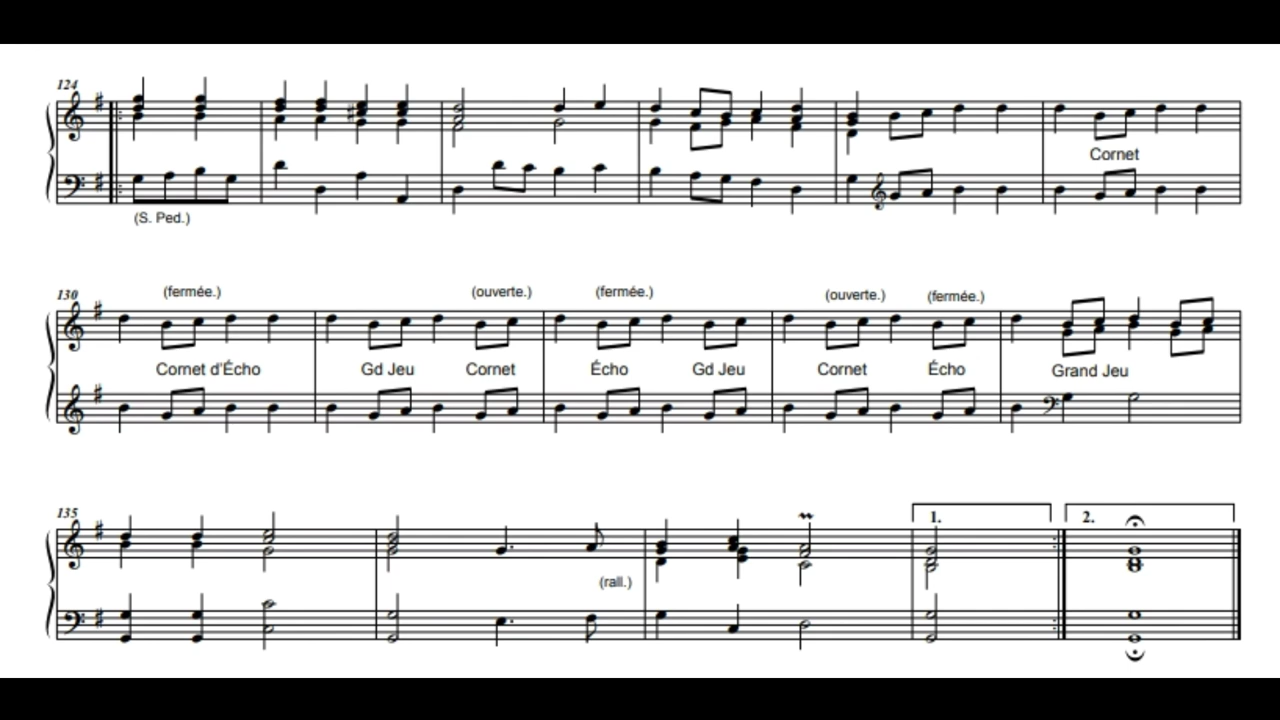 124
Cornet
(S. Ped.)
130
(fermée.) (ouverte.) (fermée.) (ouverte.) (fermée.)
Cornet d'Écho Gd Jeu Cornet Écho Gd Jeu Cornet Écho Grand Jeu
135
1. 2.
(rall.)